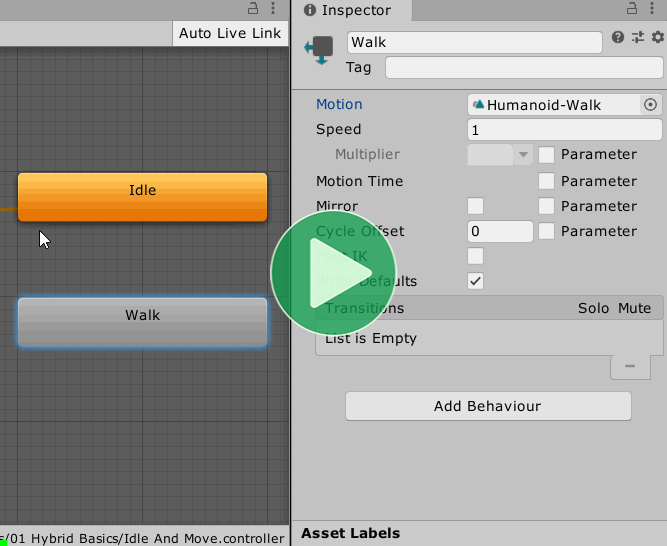 Auto Live Link
Idle
Walk
s/01 Hybrid Basics/Idle And Move.controller
Inspector
Walk
Tag
Motion Humanoid-Walk
Speed 1
Multiplier Parameter
Motion Time Parameter
Mirror Parameter
Cycle Offset 0 Parameter
IK
Defaults
Transitions Solo Mute
List is Empty
Add Behaviour
Asset Labels